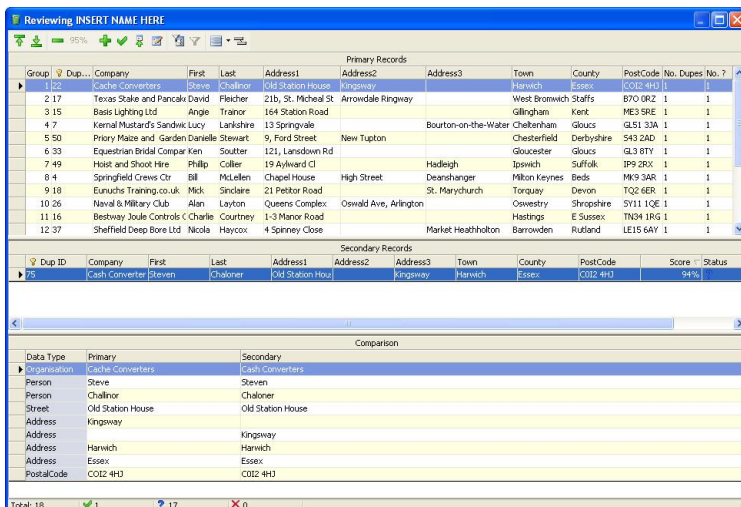 Reviewing INSERT NAME HERE
95%
Primary Records
Group Dup... Company First Last Address1 Address2 Address3 Town County PostCode No. Dupes No. ?
1 22 Cache Converters Steve Challinor Old Station House Kingsway Harwich Essex COI2 4HJ 1 1
2 17 Texas Stake and Pancak David Fleicher 21b, St. Micheal St Arrowdale Ringway West Bromwich Staffs B7O 0RZ 1 1
3 15 Basis Lighting Ltd Angie Trainor 164 Station Road Gillingham Kent ME3 5RE 1 1
4 7 Kernal Mustard's Sandwic Lucy Lankshire 13 Springvale Bourton-on-the-Water Cheltenham Gloucs GL51 3JA 1 1
5 50 Priory Maize and Garden Danielle Stewart 9, Ford Street New Tupton Chesterfield Derbyshire S43 2AD 1 1
6 33 Equestrian Bridal Compar Ken Soutter 121, Lansdown Rd Gloucester Gloucs GL3 8TY 1 1
7 49 Hoist and Shoot Hire Phillip Collier 19 Aylward Cl Hadleigh Ipswich Suffolk IP9 2RX 1 1
8 4 Springfield Crews Ctr Bill McLellen Chapel House High Street Deanshanger Milton Keynes Beds MK9 3AR 1 1
9 18 Eunuchs Training.co.uk Mick Sinclaire 21 Petitor Road St. Marychurch Torquay Devon TQ2 6ER 1 1
10 26 Naval & Military Club Alan Layton Queens Complex Oswald Ave, Arlington Oswestry Shropshire SY11 1QE 1 1
11 16 Bestway Joule Controls C Charlie Courtney 1-3 Manor Road Hastings E Sussex TN34 1RG 1 1
12 37 Sheffield Deep Bore Ltd Nicola Haycox 4 Spinney Close Market Heathholton Barrowden Rutland LE15 6AY 1 1
Secondary Records
Dup ID Company First Last Address1 Address2 Address3 Town County PostCode Score Status
75 Cash Converter Steven Chaloner Old Station Hou Kingsway Harwich Essex C0I2 4HJ 94%
Comparison
Data Type Primary Secondary
Organisation Cache Converters Cash Converters
Person Steve Steven
Person Challinor Chaloner
Street Old Station House Old Station House
Address Kingsway
Address Kingsway
Address Harwich Harwich
Address Essex Essex
PostalCode COI2 4HJ C0I2 4HJ
Total: 18 1 ? 17 0